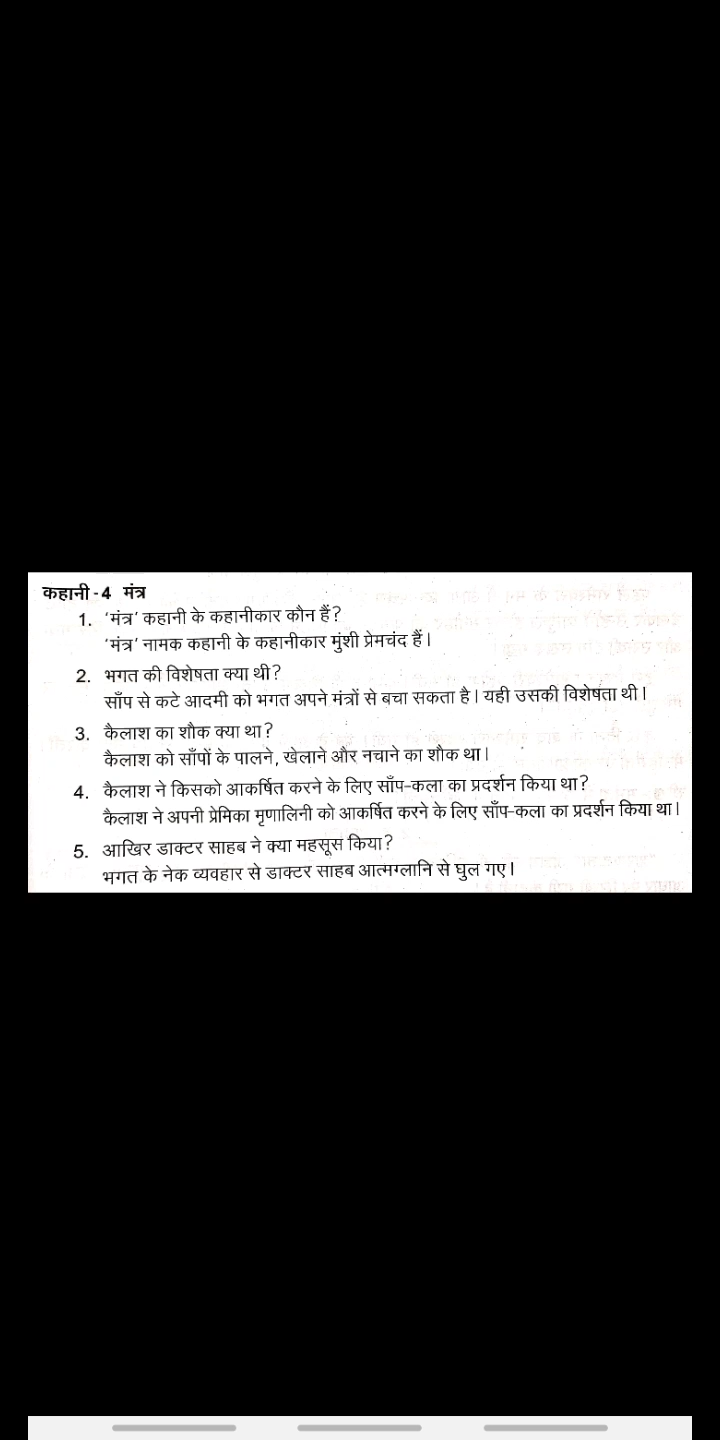 कहानी - 4 मंत्र
1. ‘मंत्र’ कहानी के कहानीकार कौन हैं?
‘मंत्र’ नामक कहानी के कहानीकार मुंशी प्रेमचंद हैं।
2. भगत की विशेषता क्या थी?
साँप से कटे आदमी को भगत अपने मंत्रों से बचा सकता है। यही उसकी विशेषता थी।
3. कैलाश का शौक क्या था?
कैलाश को साँपों के पालने, खेलाने और नचाने का शौक था।
4. कैलाश ने किसको आकर्षित करने के लिए साँप-कला का प्रदर्शन किया था?
कैलाश ने अपनी प्रेमिका मृणालिनी को आकर्षित करने के लिए साँप-कला का प्रदर्शन किया था।
5. आखिर डाक्टर साहब ने क्या महसूस किया?
भगत के नेक व्यवहार से डाक्टर साहब आत्मग्लानि से घुल गए।